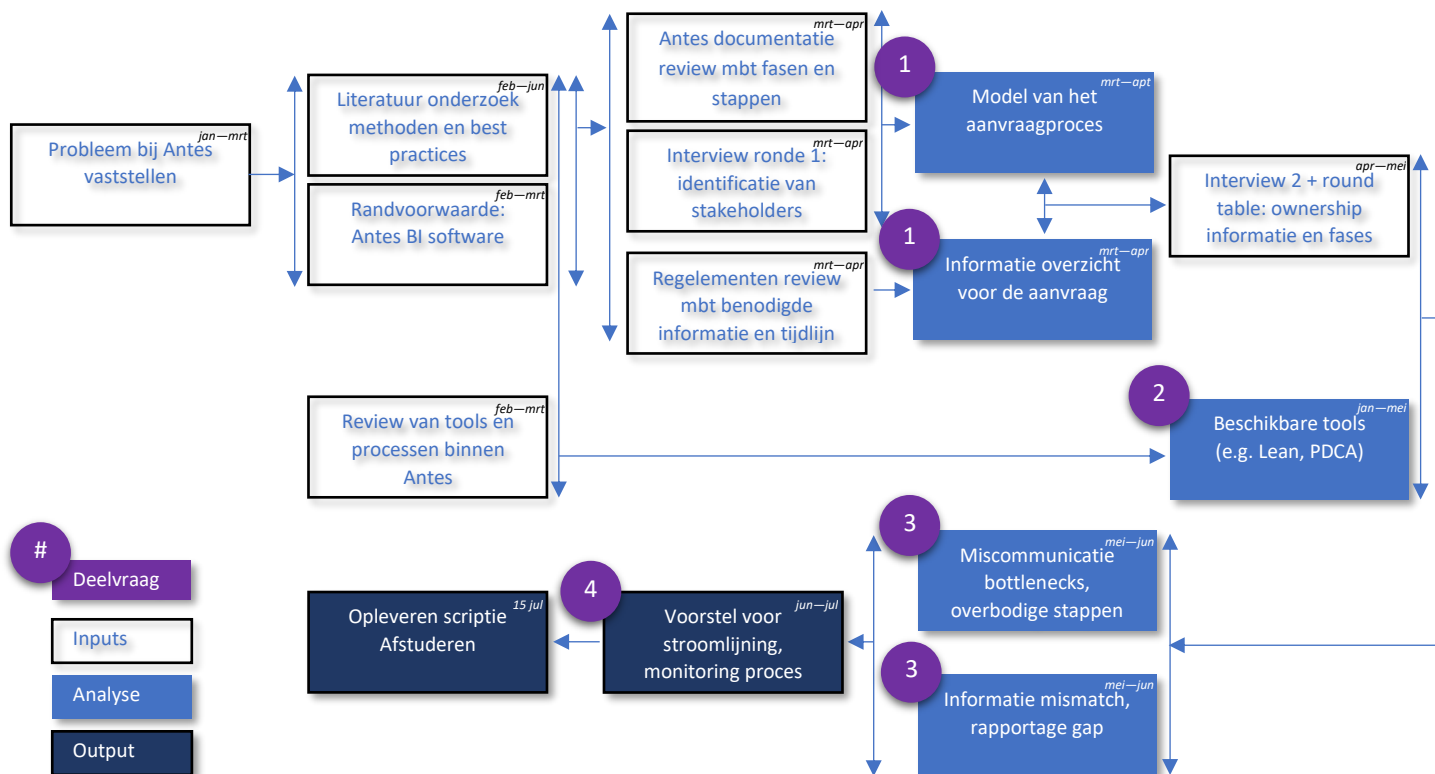 jan—mrt
Probleem bij Antes
vaststellen
feb—jun
Literatuur onderzoek
methoden en best
practices
feb—mrt
Randvoorwaarde:
Antes BI software
feb—mrt
Review van tools en
processen binnen
Antes
mrt—apr
Antes documentatie
review mbt fasen en
stappen
mrt—apr
Interview ronde 1:
identificatie van
stakeholders
mrt—apr
Regelementen review
mbt benodigde
informatie en tijdlijn
1
mrt—apt
Model van het
aanvraagproces
1
mrt—apr
Informatie overzicht
voor de aanvraag
apr—mei
Interview 2 + round
table: ownership
informatie en fases
2
jan—mei
Beschikbare tools
(e.g. Lean, PDCA)
3
mei—jun
Miscommunicatie
bottlenecks,
overbodige stappen
3
mei—jun
Informatie mismatch,
rapportage gap
4
jun—jul
Voorstel voor
stroomlijning,
monitoring proces
15 jul
Opleveren scriptie
Afstuderen
#
Deelvraag
Inputs
Analyse
Output